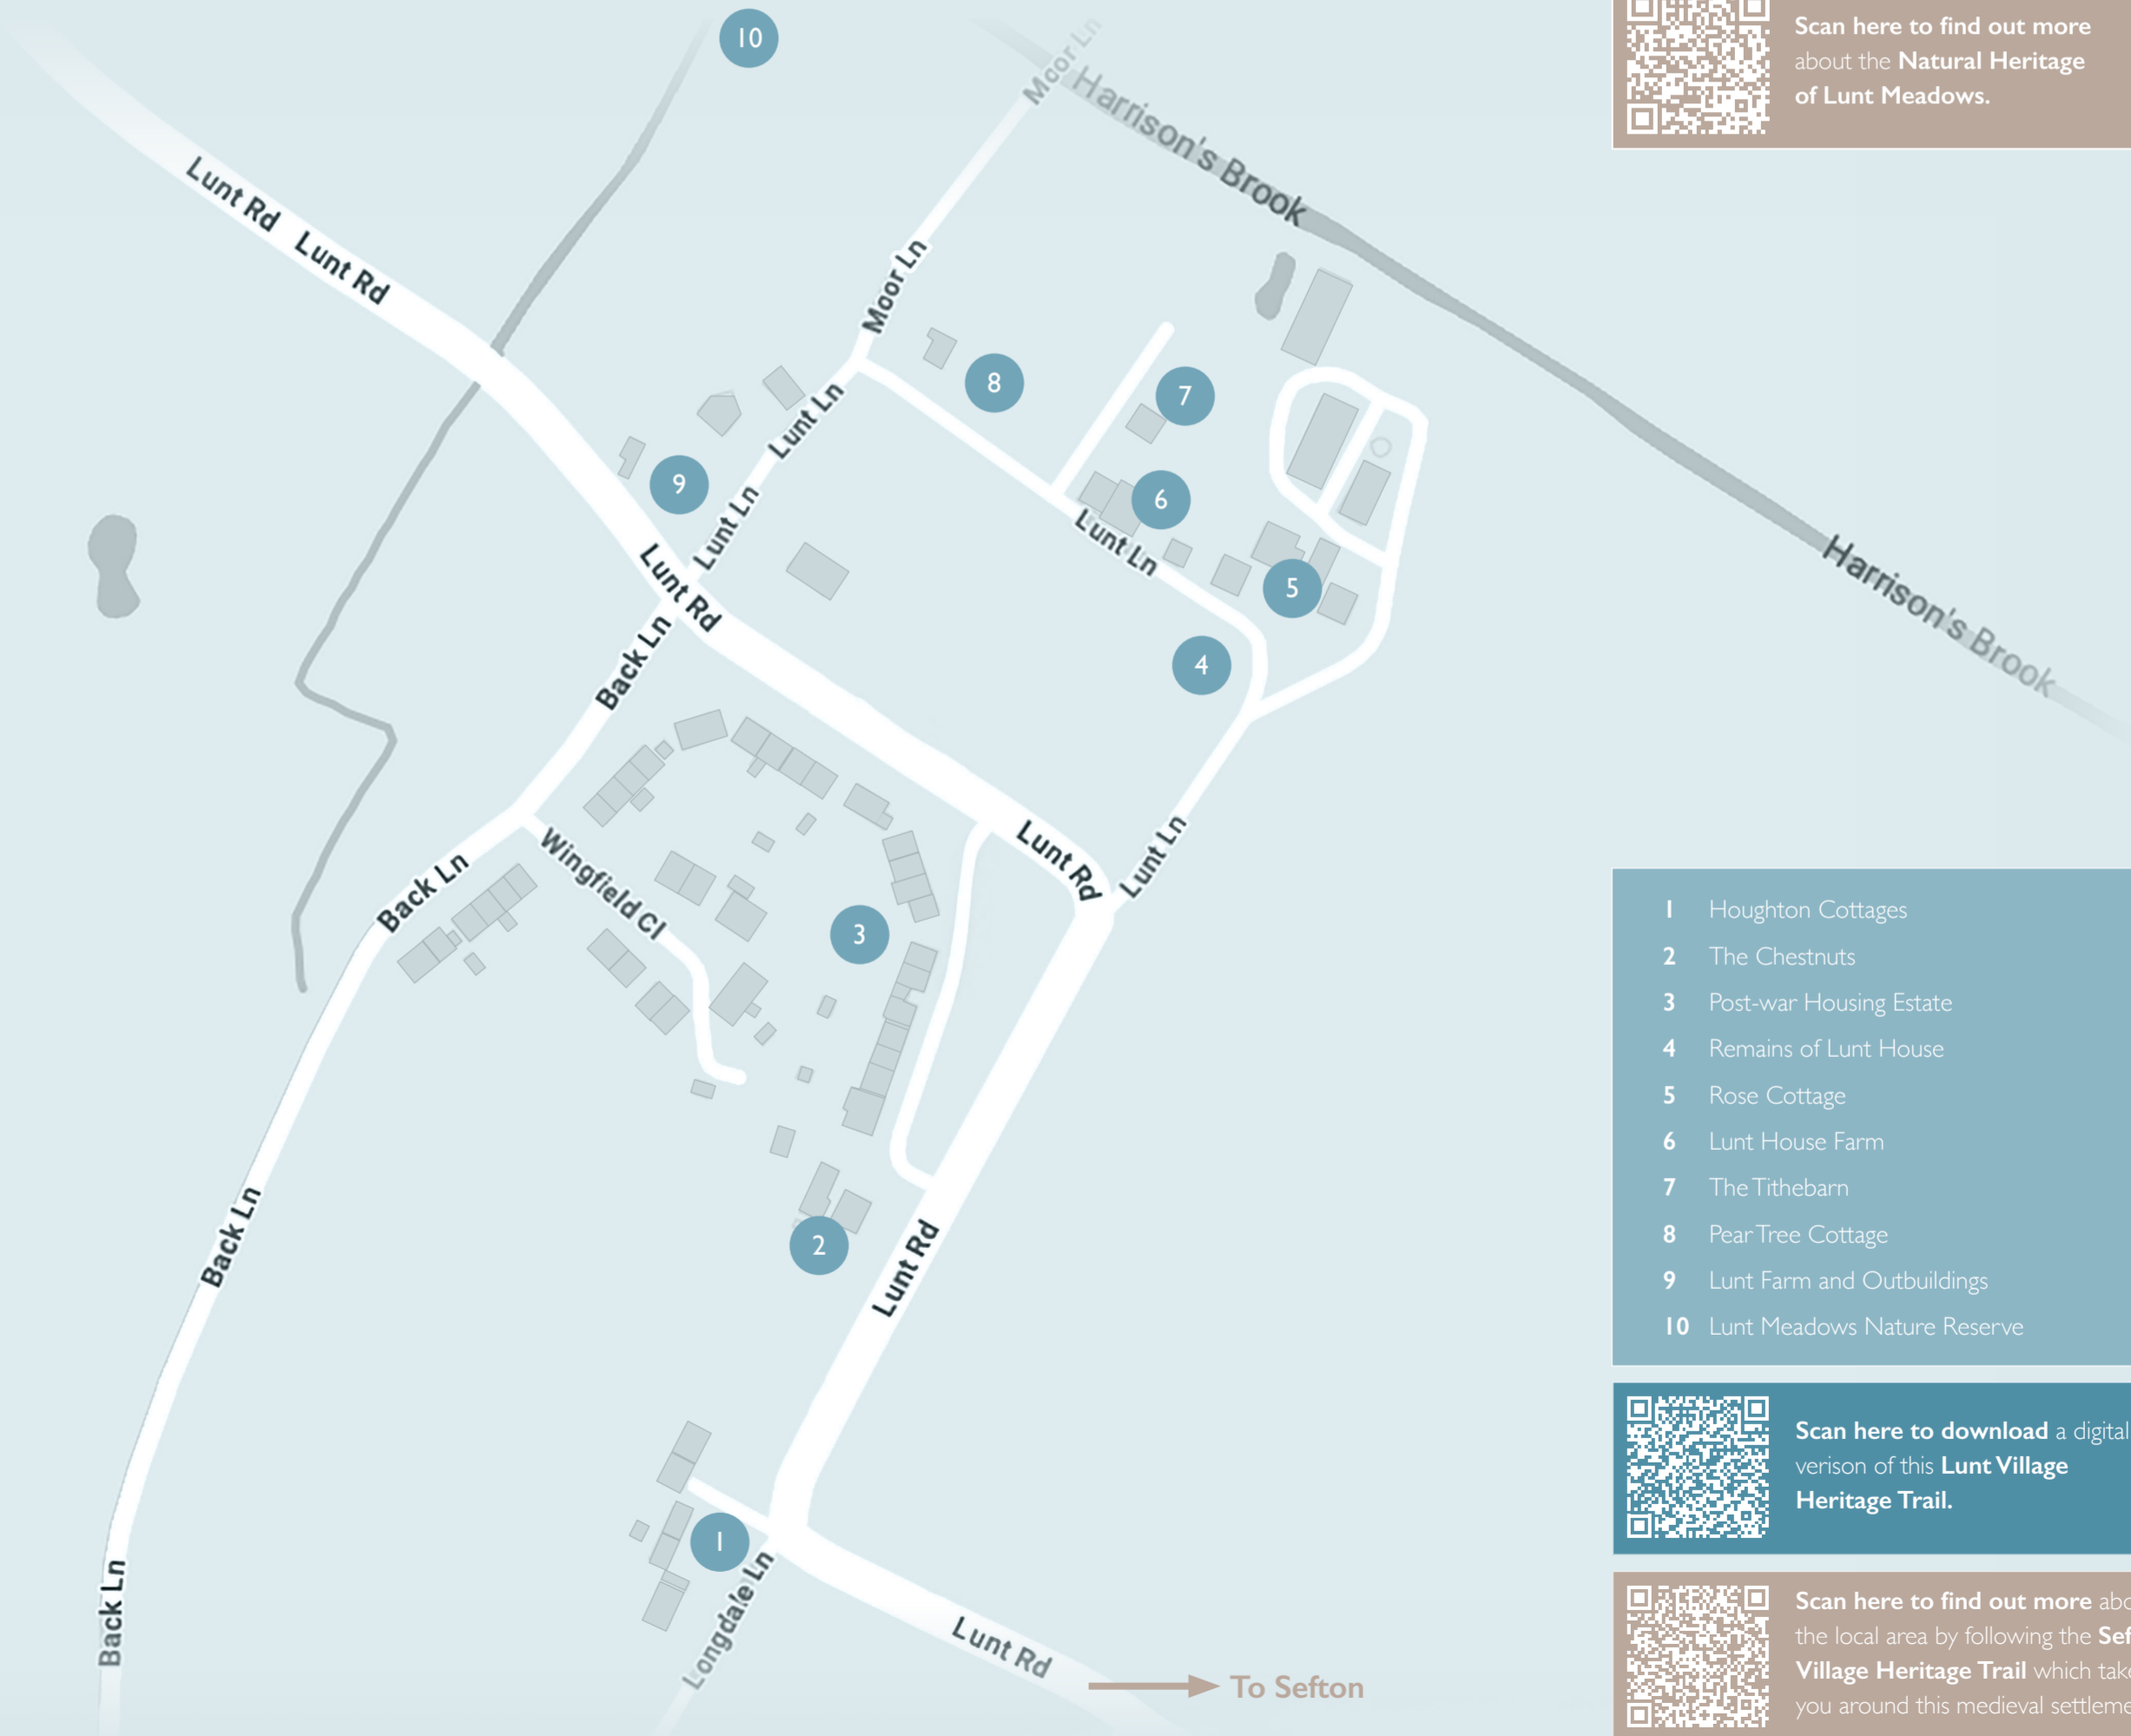 10
Moor Ln
Harrison's Brook
Lunt Rd
Lunt Rd
Moor Ln
8
7
Lunt Ln
9
Lunt Ln
6
Lunt Ln
Lunt Rd
5
Back Ln
4
Harrison's Brook
Lunt Rd
Lunt Ln
Wingfield Cl
Back Ln
3
Back Ln
2
Lunt Rd
1
Back Ln
Longdale Ln
Lunt Rd
To Sefton
Scan here to find out more
about the Natural Heritage
of Lunt Meadows.
1 Houghton Cottages
2 The Chestnuts
3 Post-war Housing Estate
4 Remains of Lunt House
5 Rose Cottage
6 Lunt House Farm
7 The Tithebarn
8 Pear Tree Cottage
9 Lunt Farm and Outbuildings
10 Lunt Meadows Nature Reserve
Scan here to download a digital
verison of this Lunt Village
Heritage Trail.
Scan here to find out more
the local area by following the
Village Heritage Trail which
you around this medieval